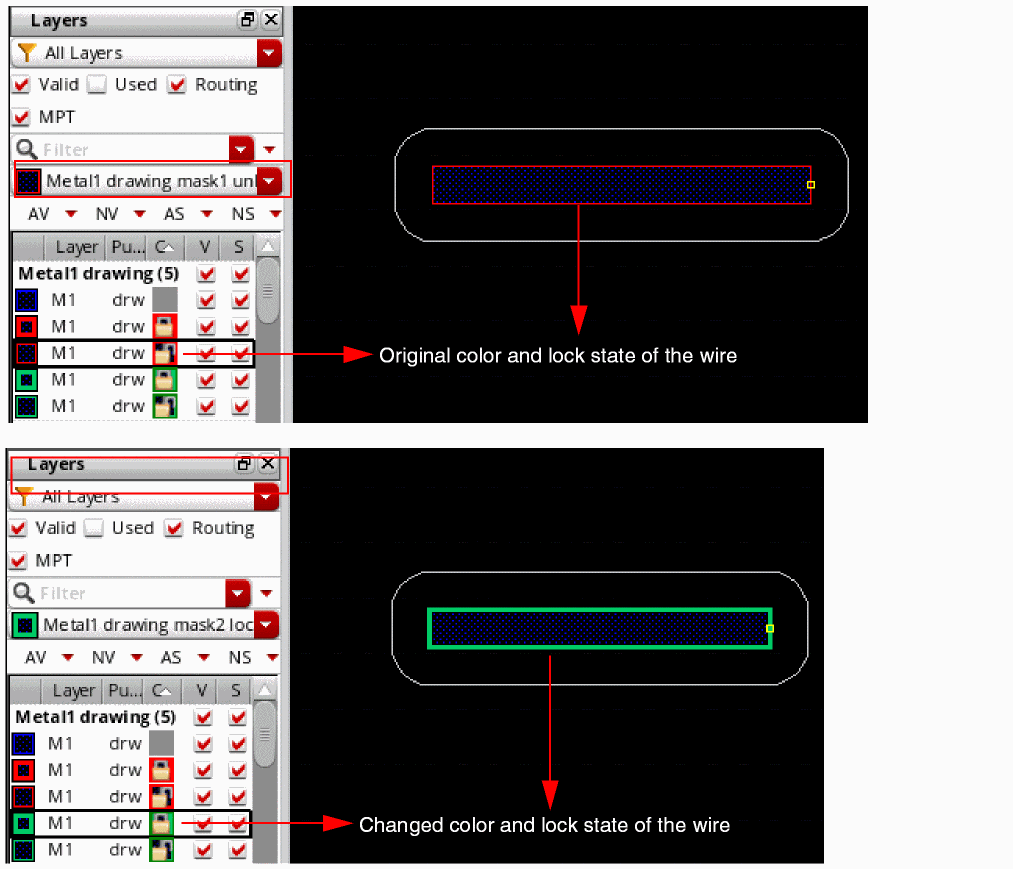 Layers
All Layers
Valid Used Routing
MPT
Filter
Metal1 drawing mask1 unl
AV NV AS NS
Layer Pu... C V S
Metal1 drawing (5)
M1 drw
M1 drw
M1 drw
Original color and lock state of the wire
M1 drw
M1 drw
Layers
All Layers
Valid Used Routing
MPT
Filter
Metal1 drawing mask2 loc
AV NV AS NS
Layer Pu... C V S
Metal1 drawing (5)
M1 drw
M1 drw
M1 drw
M1 drw
Changed color and lock state of the wire
M1 drw